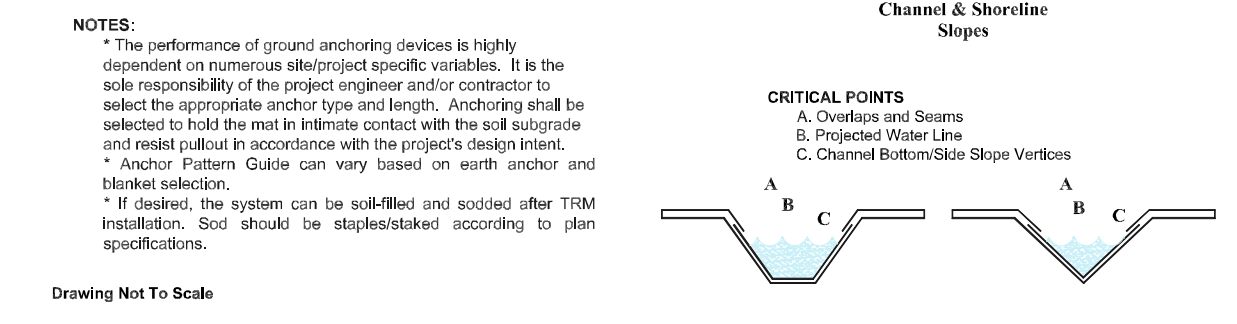 NOTES:
* The performance of ground anchoring devices is highly
dependent on numerous site/project specific variables. It is the
sole responsibility of the project engineer and/or contractor to
select the appropriate anchor type and length. Anchoring shall be
selected to hold the mat in intimate contact with the soil subgrade
and resist pullout in accordance with the project's design intent.
* Anchor Pattern Guide can vary based on earth anchor and
blanket selection.
* If desired, the system can be soil-filled and sodded after TRM
installation. Sod should be staples/staked according to plan
specifications.
Drawing Not To Scale
Channel & Shoreline
Slopes
CRITICAL POINTS
A. Overlaps and Seams
B. Projected Water Line
C. Channel Bottom/Side Slope Vertices
A
B
C
A
B
C